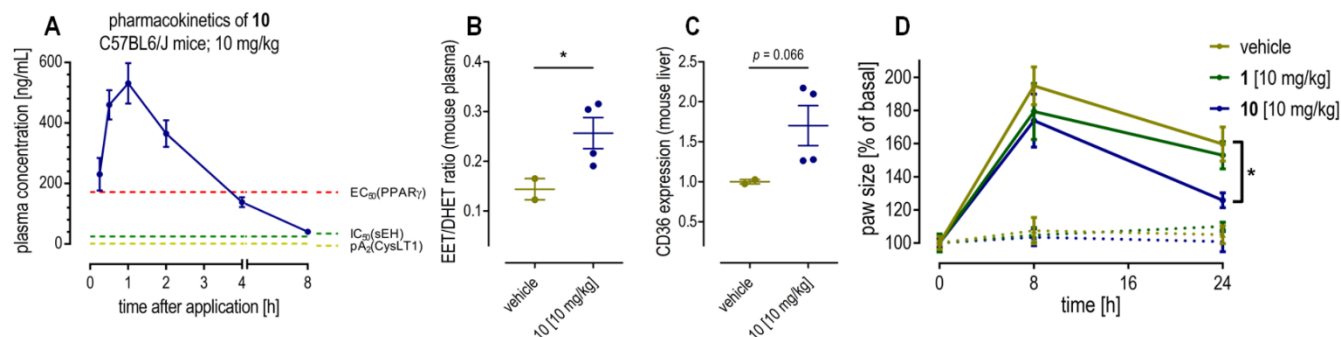 A
pharmacokinetics of 10
C57BL6/J mice; 10 mg/kg
plasma concentration [ng/mL]
600
400
200
0
EC50(PPARγ)
IC50(sEH)
pA2(CysLT1)
0 1 2 3 4 8
time after application [h]
B
EET/DHET ratio (mouse plasma)
0.4
0.3
0.2
0.1
*
vehicle
10 [10 mg/kg]
C
CD36 expression (mouse liver)
p = 0.066
2.5
2.0
1.5
1.0
0.5
vehicle
10 [10 mg/kg]
D
paw size [% of basal]
200
180
160
140
120
100
0 8 16 24
time [h]
*
vehicle
1 [10 mg/kg]
10 [10 mg/kg]